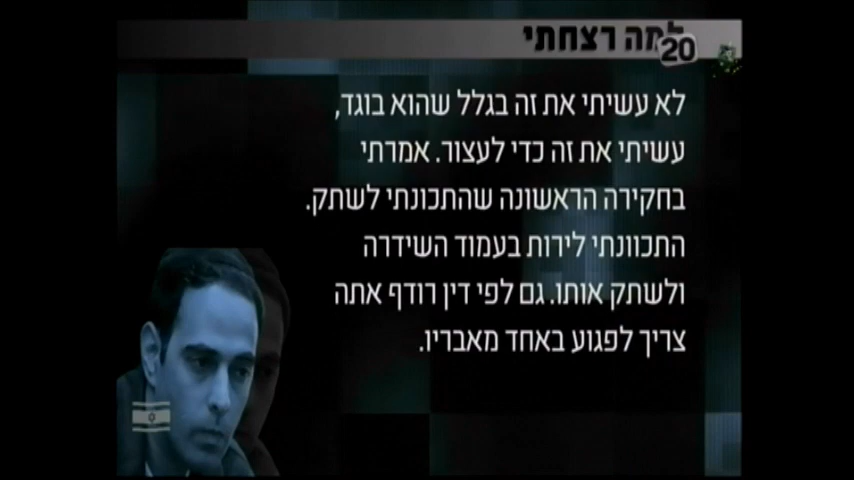 למה רצחתי
20
לא עשיתי את זה בגלל שהוא בוגד,
עשיתי את זה כדי לעצור. אמרתי
בחקירה הראשונה שהתכונתי לשתק.
התכוונתי לירות בעמוד השידרה
ולשתק אותו. גם לפי דין רודף אתה
צריך לפגוע באחד מאבריו.